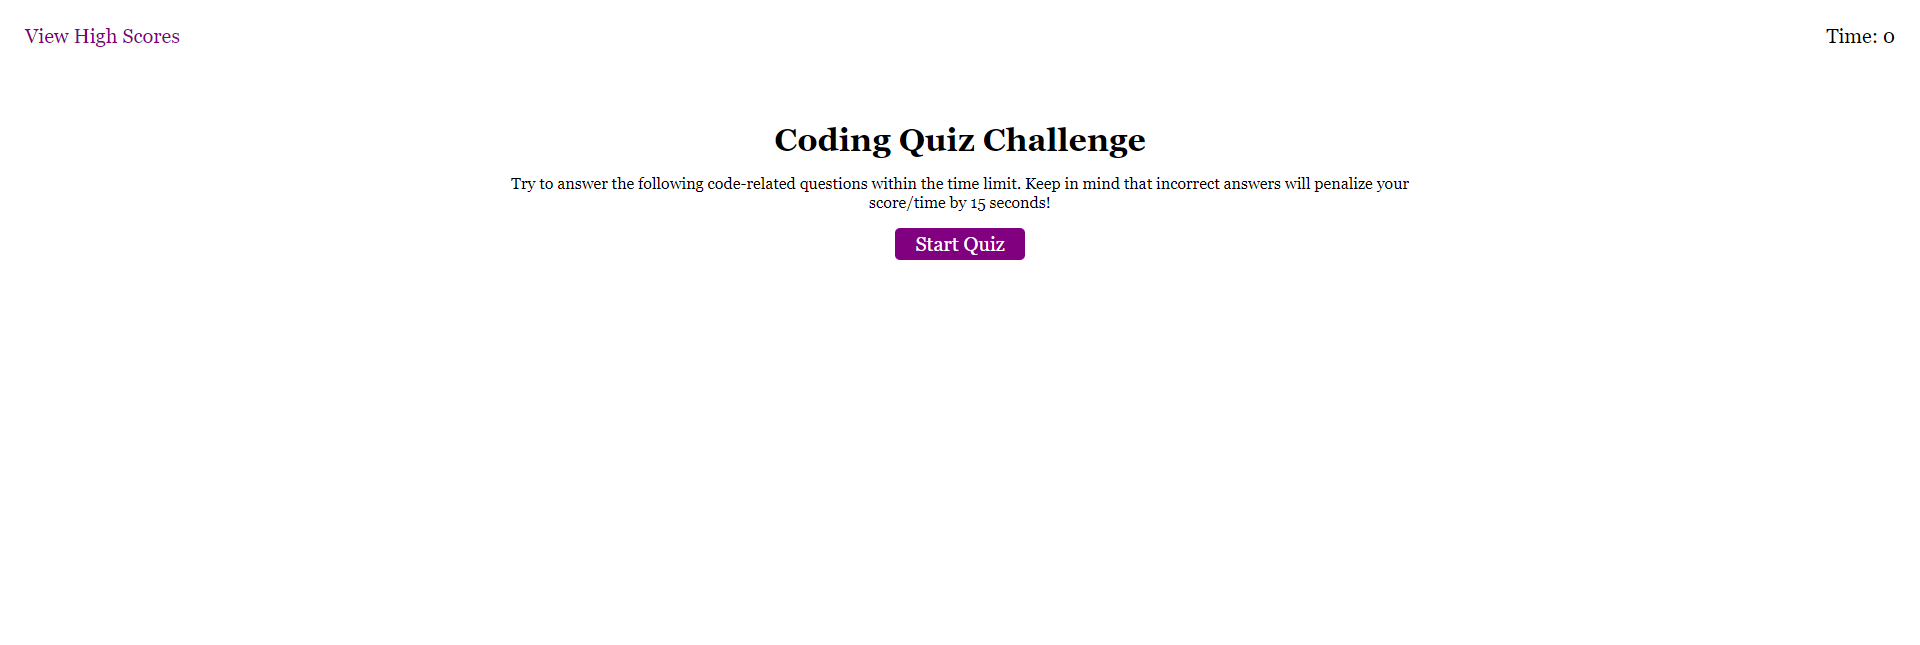 View High Scores
Time: 0
Coding Quiz Challenge
Try to answer the following code-related questions within the time limit. Keep in mind that incorrect answers will penalize your
score/time by 15 seconds!
Start Quiz